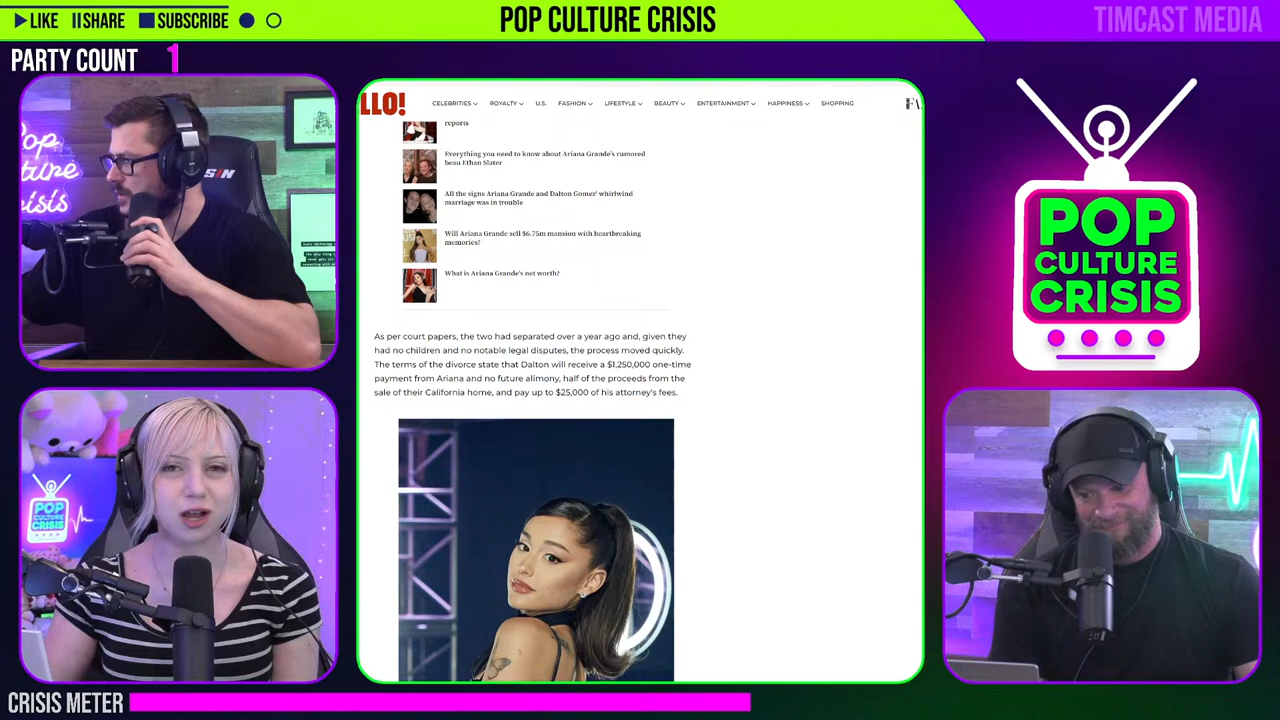 LIKE SHARE SUBSCRIBE
POP CULTURE CRISIS
TIMCAST MEDIA
PARTY COUNT 1
LLO!
CELEBRITIES ROYALTY U.S. FASHION LIFESTYLE BEAUTY ENTERTAINMENT HAPPINESS SHOPPING
FA
reports
Everything you need to know about Ariana Grande's rumored
beau Ethan Slater
All the signs Ariana Grande and Dalton Gomez' whirlwind
marriage was in trouble
Will Ariana Grande sell $6.75m mansion with heartbreaking
memories?
What is Ariana Grande's net worth?
As per court papers, the two had separated over a year ago and, given they
had no children and no notable legal disputes, the process moved quickly.
The terms of the divorce state that Dalton will receive a $1,250,000 one-time
payment from Ariana and no future alimony, half of the proceeds from the
sale of their California home, and pay up to $25,000 of his attorney's fees.
POP
CULTURE
CRISIS
POP
CULTURE
CRISIS
CRISIS METER